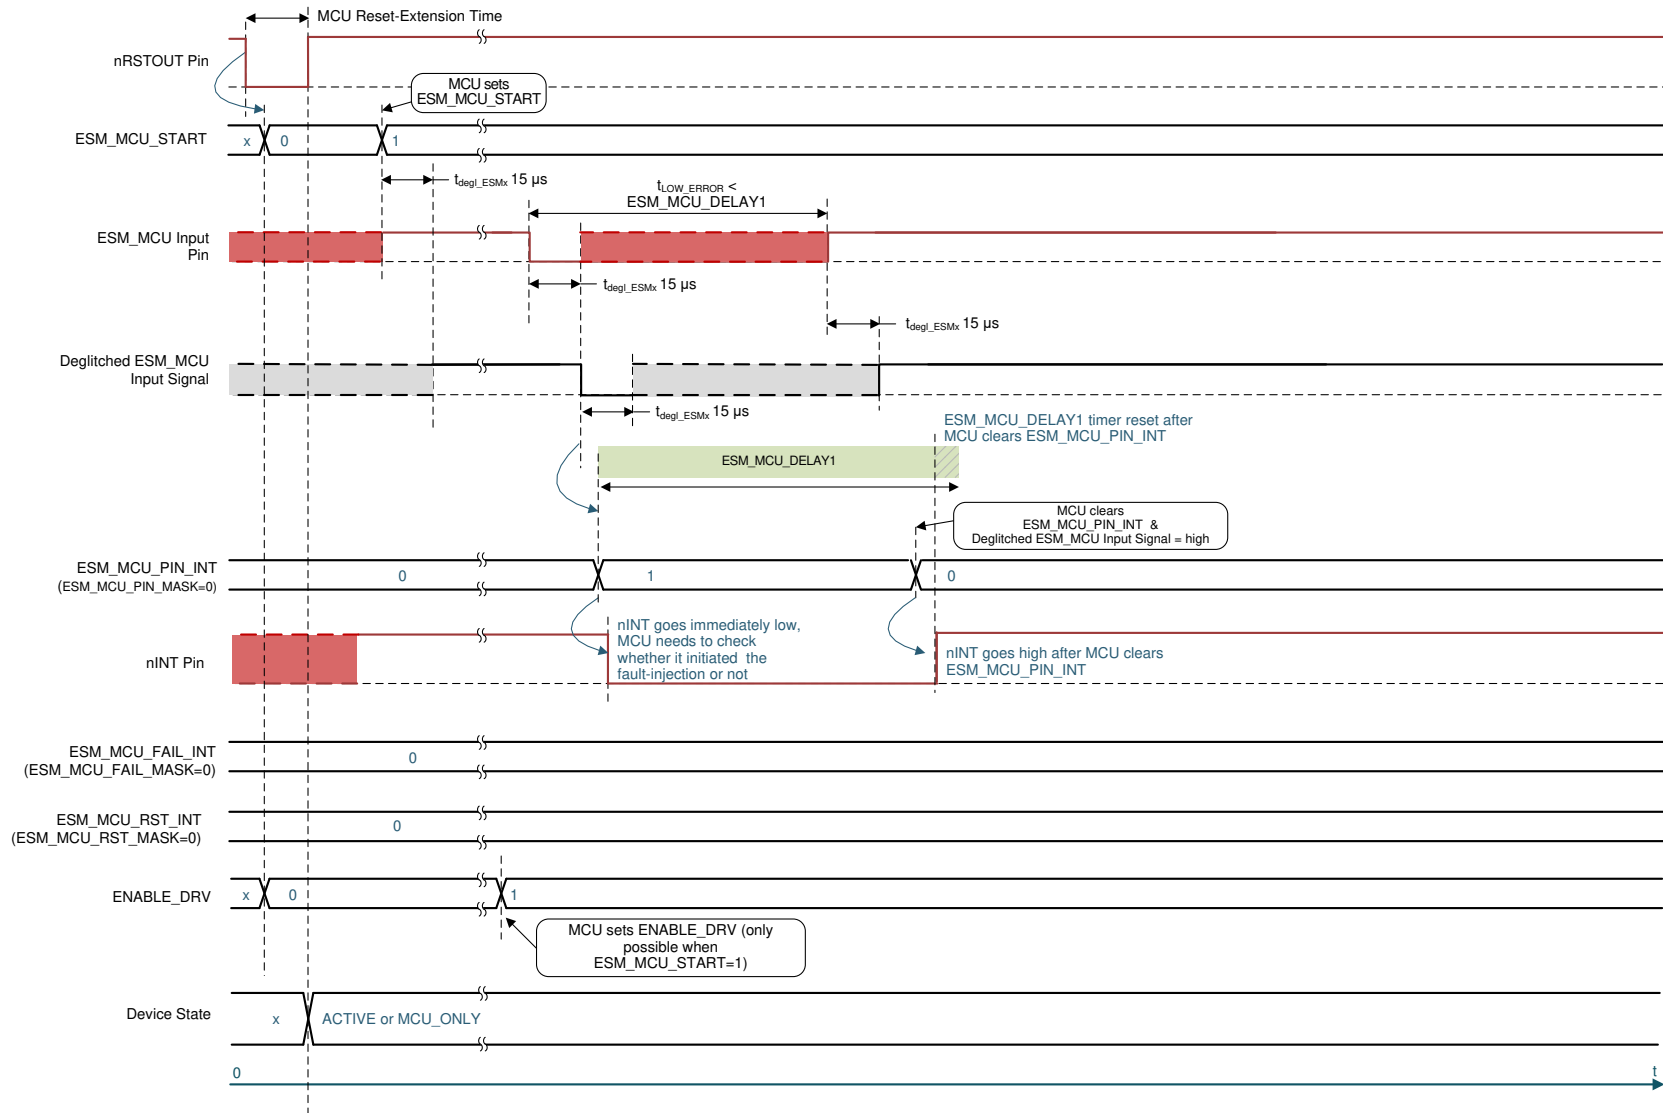 MCU Reset-Extension Time
nRSTOUT Pin
MCU sets
ESM_MCU_START
ESM_MCU_START
x
0
1
tdegl_ESMx 15 µs
tLOW_ERROR <
ESM_MCU_DELAY1
ESM_MCU Input
Pin
tdegl_ESMx 15 µs
tdegl_ESMx 15 µs
Deglitched ESM_MCU
Input Signal
tdegl_ESMx 15 µs
ESM_MCU_DELAY1 timer reset after
MCU clears ESM_MCU_PIN_INT
ESM_MCU_DELAY1
MCU clears
ESM_MCU_PIN_INT &
Deglitched ESM_MCU Input Signal = high
ESM_MCU_PIN_INT
(ESM_MCU_PIN_MASK=0)
0
1
0
nINT goes immediately low,
MCU needs to check
whether it initiated the
fault-injection or not
nINT Pin
nINT goes high after MCU clears
ESM_MCU_PIN_INT
ESM_MCU_FAIL_INT
(ESM_MCU_FAIL_MASK=0)
0
ESM_MCU_RST_INT
(ESM_MCU_RST_MASK=0)
0
ENABLE_DRV
x
0
1
MCU sets ENABLE_DRV (only
possible when
ESM_MCU_START=1)
Device State
x
ACTIVE or MCU_ONLY
0
t